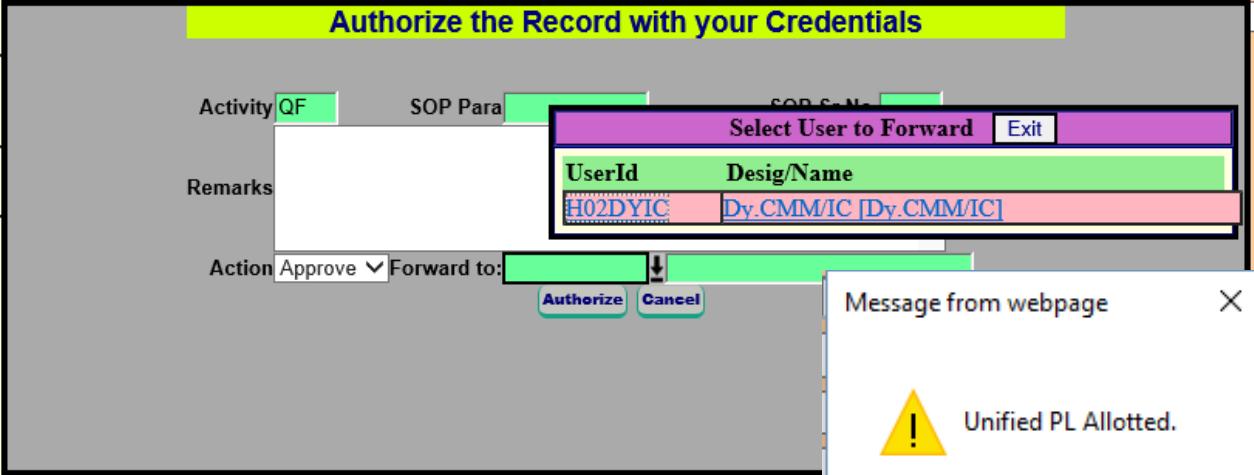 Authorize the Record with your Credentials
Activity QF SOP Para SOP Sr No
Select User to Forward Exit
UserId Desig/Name
Remarks
H02DYIC Dy.CMM/IC [Dy.CMM/IC]
Action Approve Forward to:
Authorize Cancel
Message from webpage
Unified PL Allotted.